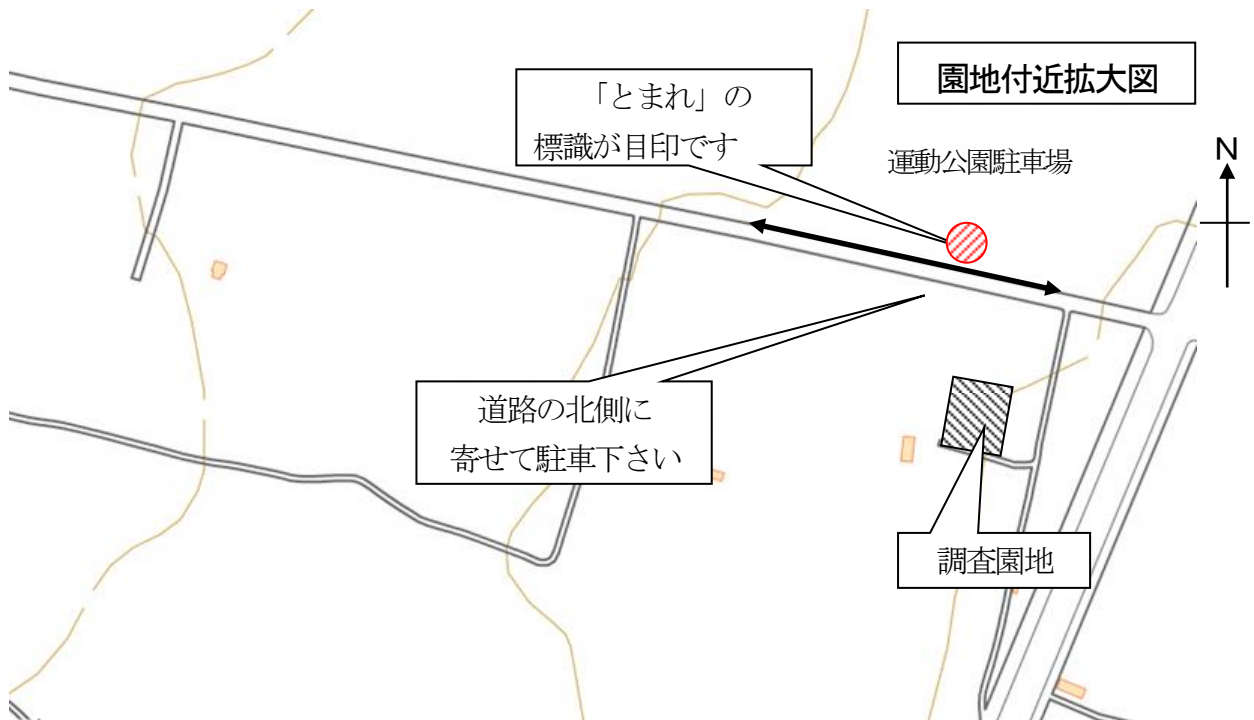 園地付近拡大図
「とまれ」の
標識が目印です
運動公園駐車場
N
道路の北側に
寄せて駐車下さい
調査園地